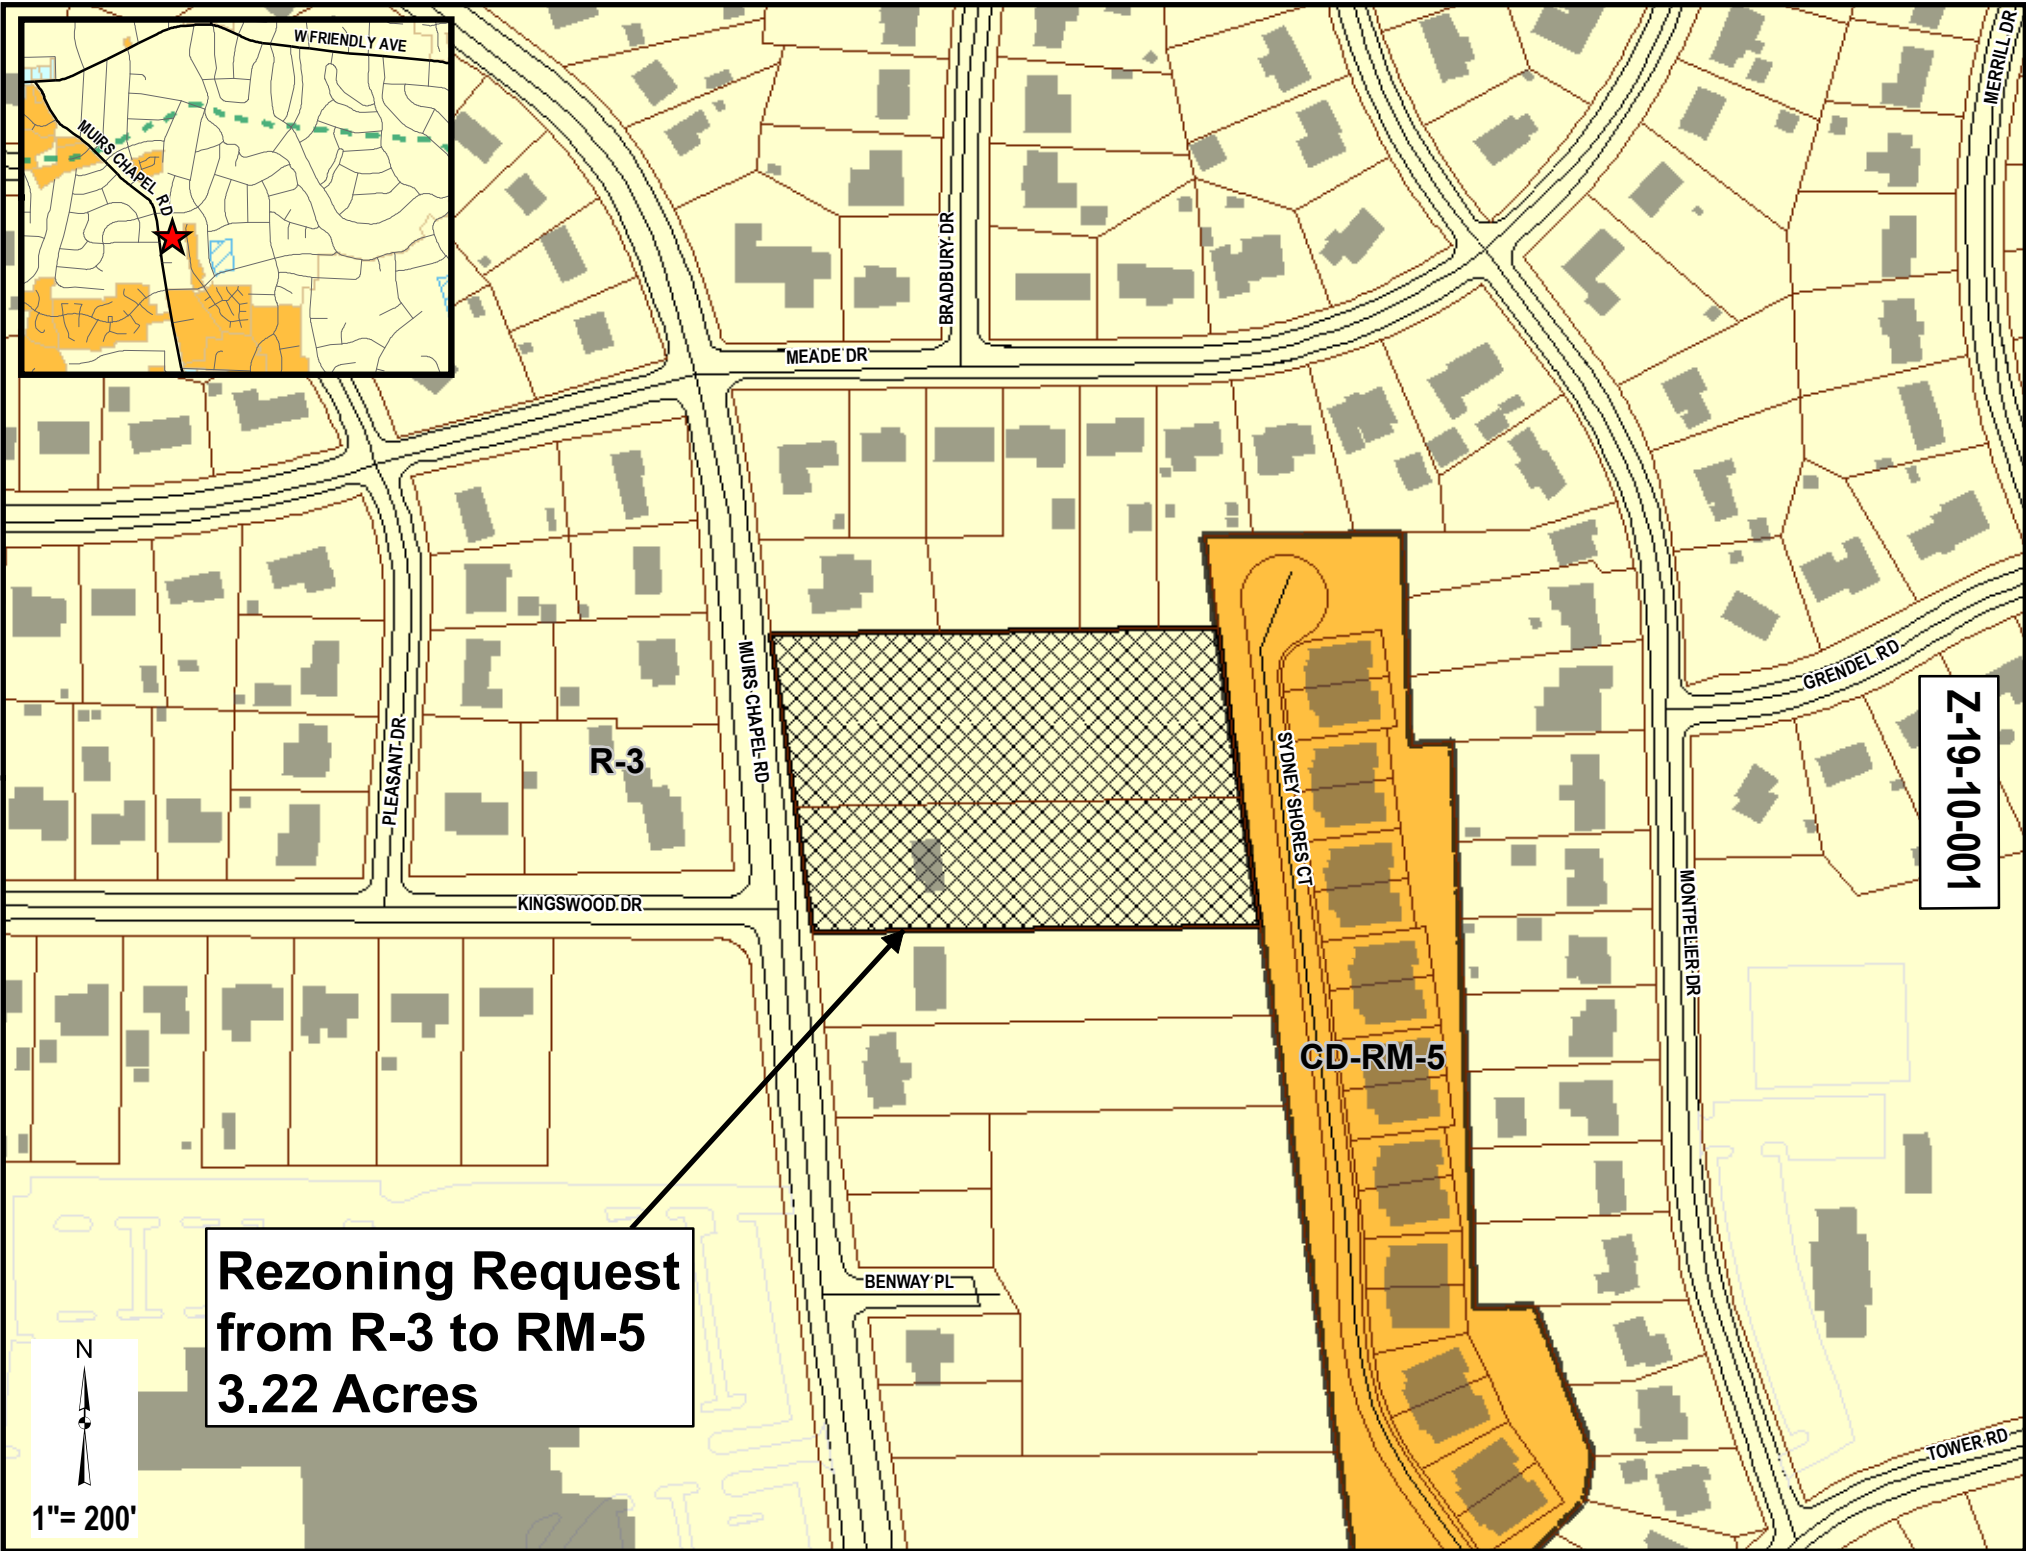 W FRIENDLY AVE
MUIRS CHAPEL RD
MERRILL DR
BRADBURY DR
MEADE DR
MUIRS CHAPEL RD
PLEASANT DR
R-3
SYDNEY SHORES CT
GRENDEL RD
Z-19-10-001
KINGSWOOD DR
MONTPELIER DR
CD-RM-5
BENWAY PL
Rezoning Request
from R-3 to RM-5
3.22 Acres
N
1"= 200'
TOWER RD